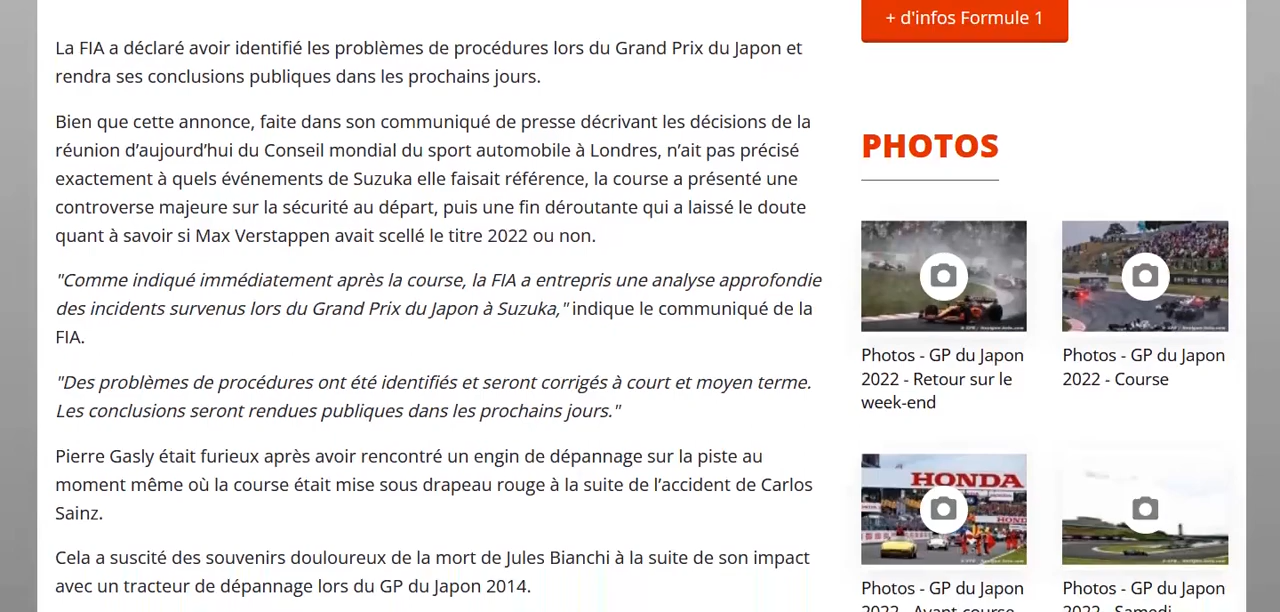 La FIA a déclaré avoir identifié les problèmes de procédures lors du Grand Prix du Japon et
rendra ses conclusions publiques dans les prochains jours.
Bien que cette annonce, faite dans son communiqué de presse décrivant les décisions de la
réunion d’aujourd’hui du Conseil mondial du sport automobile à Londres, n’ait pas précisé
exactement à quels événements de Suzuka elle faisait référence, la course a présenté une
controverse majeure sur la sécurité au départ, puis une fin déroutante qui a laissé le doute
quant à savoir si Max Verstappen avait scellé le titre 2022 ou non.
"Comme indiqué immédiatement après la course, la FIA a entrepris une analyse approfondie
des incidents survenus lors du Grand Prix du Japon à Suzuka," indique le communiqué de la
FIA.
"Des problèmes de procédures ont été identifiés et seront corrigés à court et moyen terme.
Les conclusions seront rendues publiques dans les prochains jours."
Pierre Gasly était furieux après avoir rencontré un engin de dépannage sur la piste au
moment même où la course était mise sous drapeau rouge à la suite de l’accident de Carlos
Sainz.
Cela a suscité des souvenirs douloureux de la mort de Jules Bianchi à la suite de son impact
avec un tracteur de dépannage lors du GP du Japon 2014.
+ d'infos Formule 1
PHOTOS
Photos - GP du Japon
2022 - Retour sur le
week-end
Photos - GP du Japon
2022 - Course
HONDA
HOND
Photos - GP du Japon
2022 - Avant-course
Photos - GP du Japon
2022 - Samedi